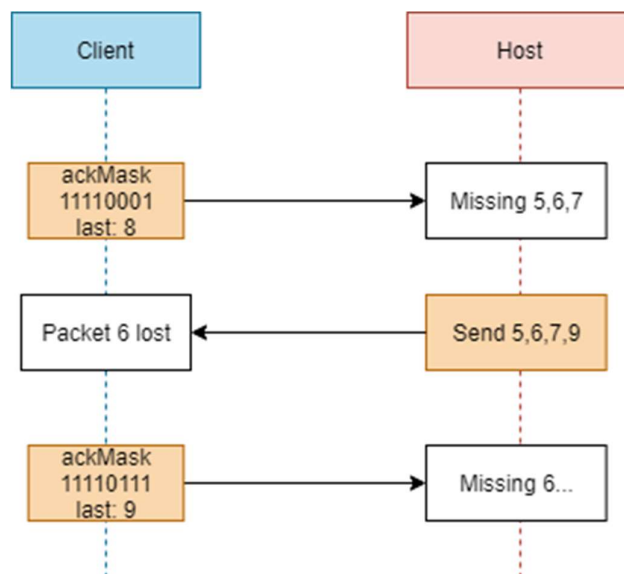 Client
Host
ackMask
11110001
last: 8
Missing 5,6,7
Packet 6 lost
Send 5,6,7,9
ackMask
11110111
last: 9
Missing 6...